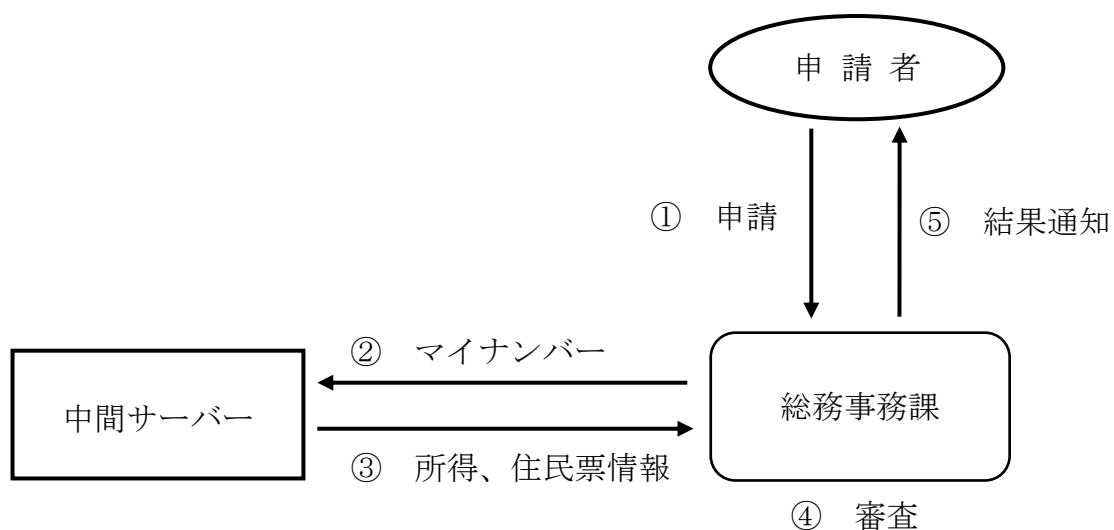 申 請 者
① 申請
⑤ 結果通知
② マイナンバー
中間サーバー
総務事務課
③ 所得、住民票情報
④ 審査